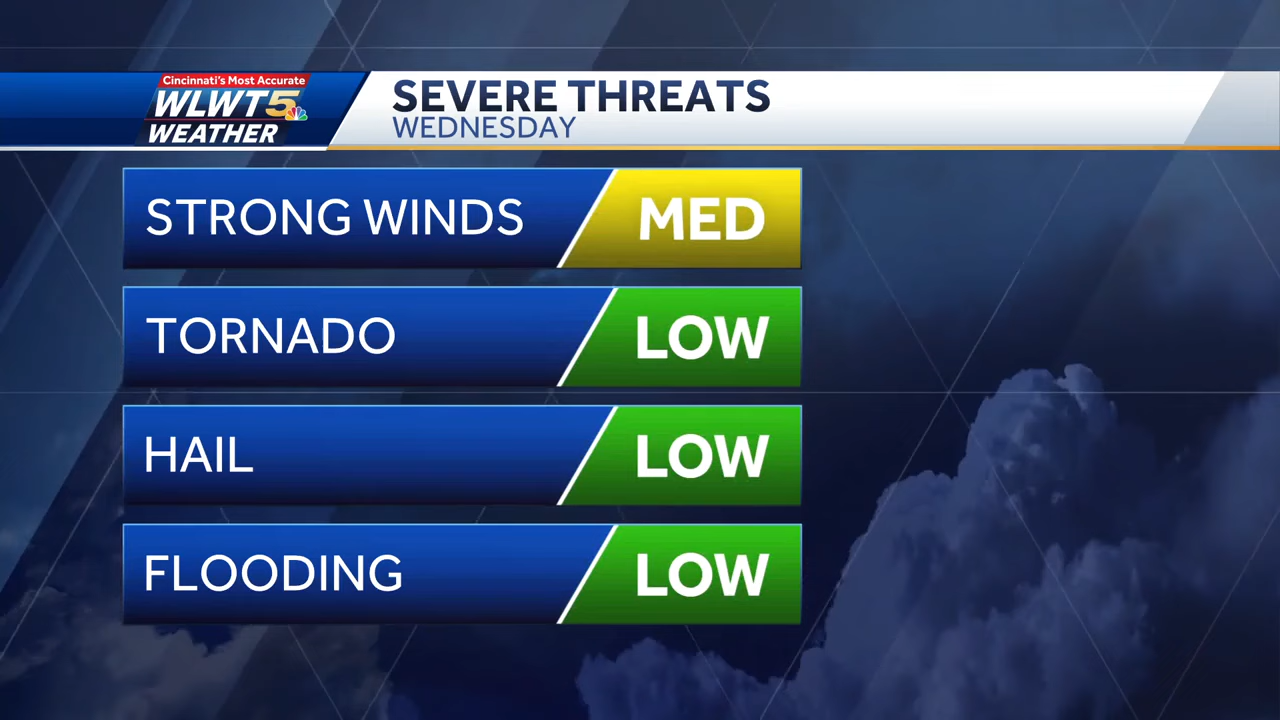 Cincinnati's Most Accurate
WLWT5
WEATHER
SEVERE THREATS
WEDNESDAY
STRONG WINDS MED
TORNADO LOW
HAIL LOW
FLOODING LOW